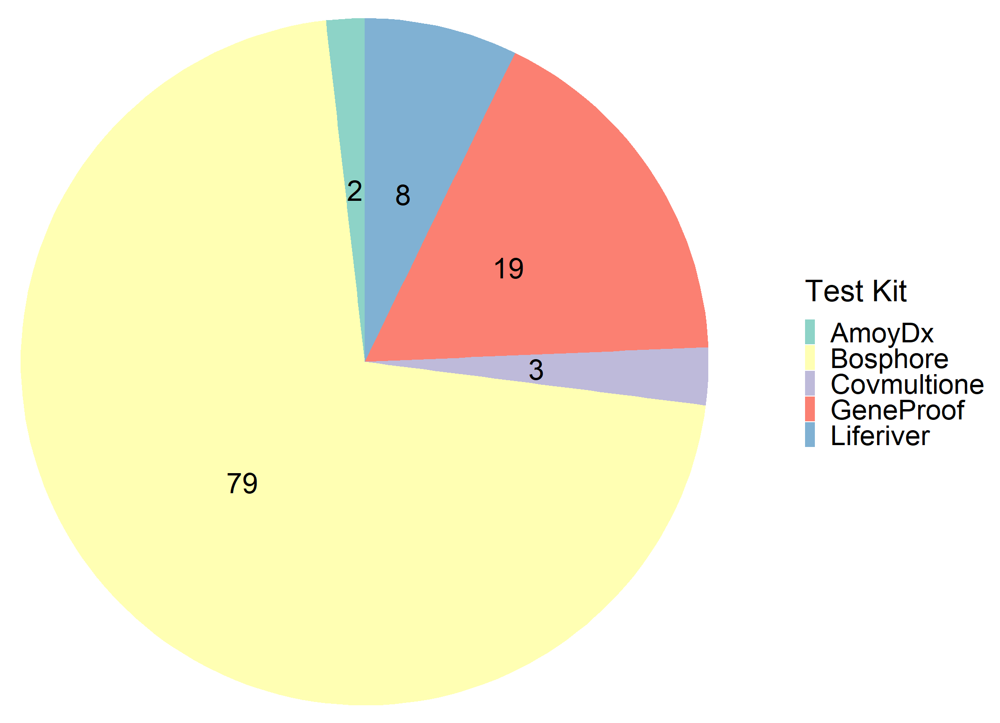 2
8
19
3
79
Test Kit
AmoyDx
Bosphore
Covmultione
GeneProof
Liferiver